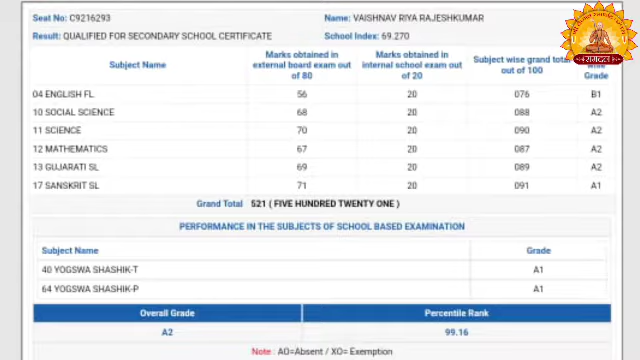 Seat No: C9216293 Name: VAISHNAV RIYA RAJESHKUMAR
Result: QUALIFIED FOR SECONDARY SCHOOL CERTIFICATE School Index: 69.270
Subject Name Marks obtained in external board exam out of 80 Marks obtained in internal school exam out of 20 Subject wise grand total out of 100 Grade
04 ENGLISH FL 56 20 076 B1
10 SOCIAL SCIENCE 68 20 088 A2
11 SCIENCE 70 20 090 A2
12 MATHEMATICS 67 20 087 A2
13 GUJARATI SL 69 20 089 A2
17 SANSKRIT SL 71 20 091 A1
Grand Total 521 ( FIVE HUNDRED TWENTY ONE )
PERFORMANCE IN THE SUBJECTS OF SCHOOL BASED EXAMINATION
Subject Name Grade
40 YOGSWA SHASHIK-T A1
64 YOGSWA SHASHIK-P A1
Overall Grade Percentile Rank
A2 99.16
Note : AO=Absent / XO= Exemption